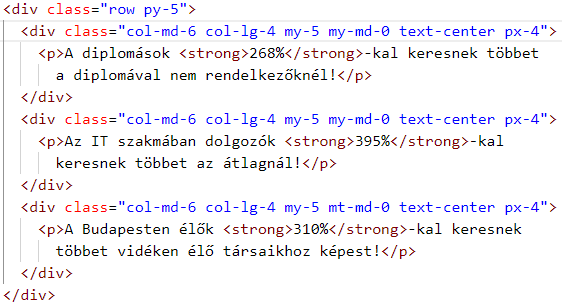 <div class="row py-5">
<div class="col-md-6 col-lg-4 my-5 my-md-0 text-center px-4">
<p>A diplomások <strong>268%</strong>-kal keresnek többet
a diplomával nem rendelkezőknél!</p>
</div>
<div class="col-md-6 col-lg-4 my-5 my-md-0 text-center px-4">
<p>Az IT szakmában dolgozók <strong>395%</strong>-kal
keresnek többet az átlagnál!</p>
</div>
<div class="col-md-6 col-lg-4 my-5 mt-md-0 text-center px-4">
<p>A Budapesten élők <strong>310%</strong>-kal keresnek
többet vidéken élő társaikhoz képest!</p>
</div>
</div>